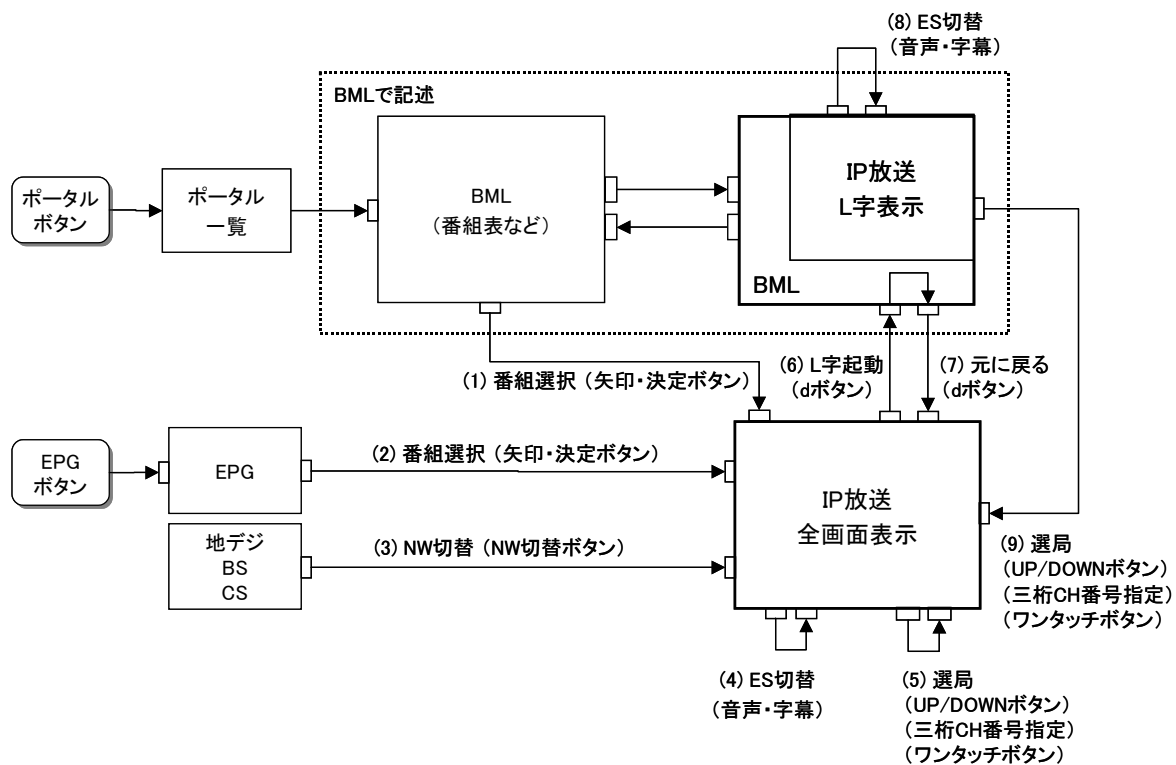 (8) ES切替
（音声・字幕）
BMLで記述
ポータル
ボタン
ポータル
一覧
BML
（番組表など）
IP放送
L字表示
BML
(1) 番組選択（矢印・決定ボタン）
(6) L字起動
（dボタン）
(7) 元に戻る
（dボタン）
EPG
ボタン
EPG
(2) 番組選択（矢印・決定ボタン）
IP放送
全画面表示
地デジ
BS
CS
(3) NW切替（NW切替ボタン）
(9) 選局
（UP/DOWNボタン）
（三桁CH番号指定）
（ワンタッチボタン）
(4) ES切替
（音声・字幕）
(5) 選局
（UP/DOWNボタン）
（三桁CH番号指定）
（ワンタッチボタン）